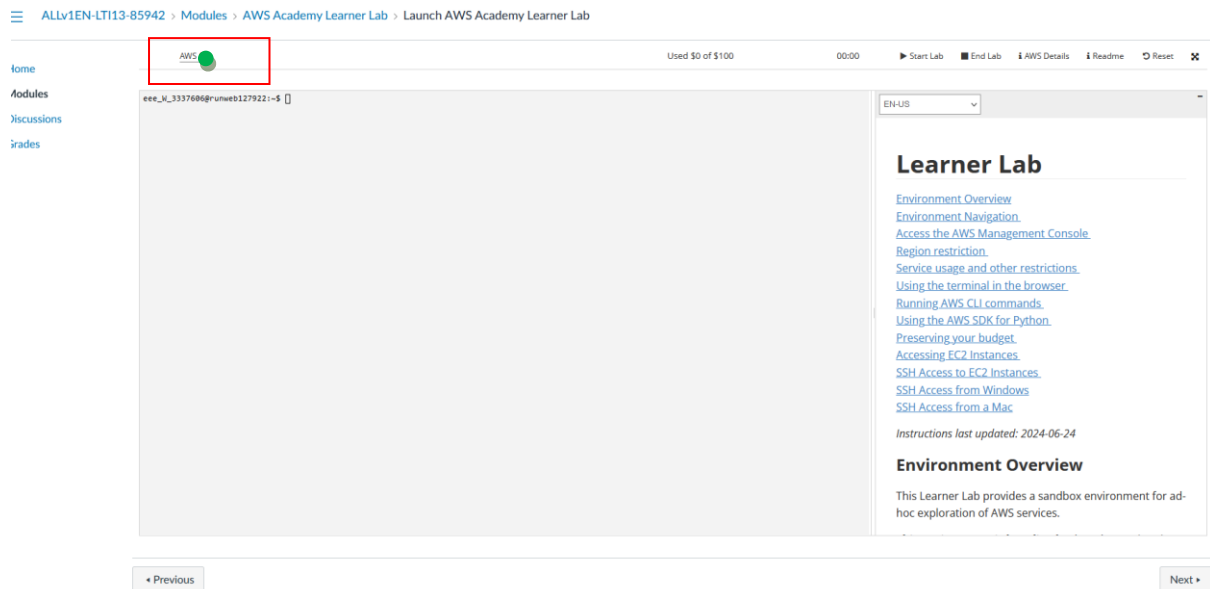 ALLv1EN-LTI13-85942 › Modules › AWS Academy Learner Lab › Launch AWS Academy Learner Lab
AWS
Used $0 of $100
00:00
Start Lab
End Lab
AWS Details
Readme
Reset
Home
Modules
Discussions
Grades
eee_W_3337606@runweb127922:~$
EN-US
Learner Lab
Environment Overview
Environment Navigation
Access the AWS Management Console
Region restriction
Service usage and other restrictions
Using the terminal in the browser
Running AWS CLI commands
Using the AWS SDK for Python
Preserving your budget
Accessing EC2 Instances
SSH Access to EC2 Instances
SSH Access from Windows
SSH Access from a Mac
Instructions last updated: 2024-06-24
Environment Overview
This Learner Lab provides a sandbox environment for ad-
hoc exploration of AWS services.
Previous
Next